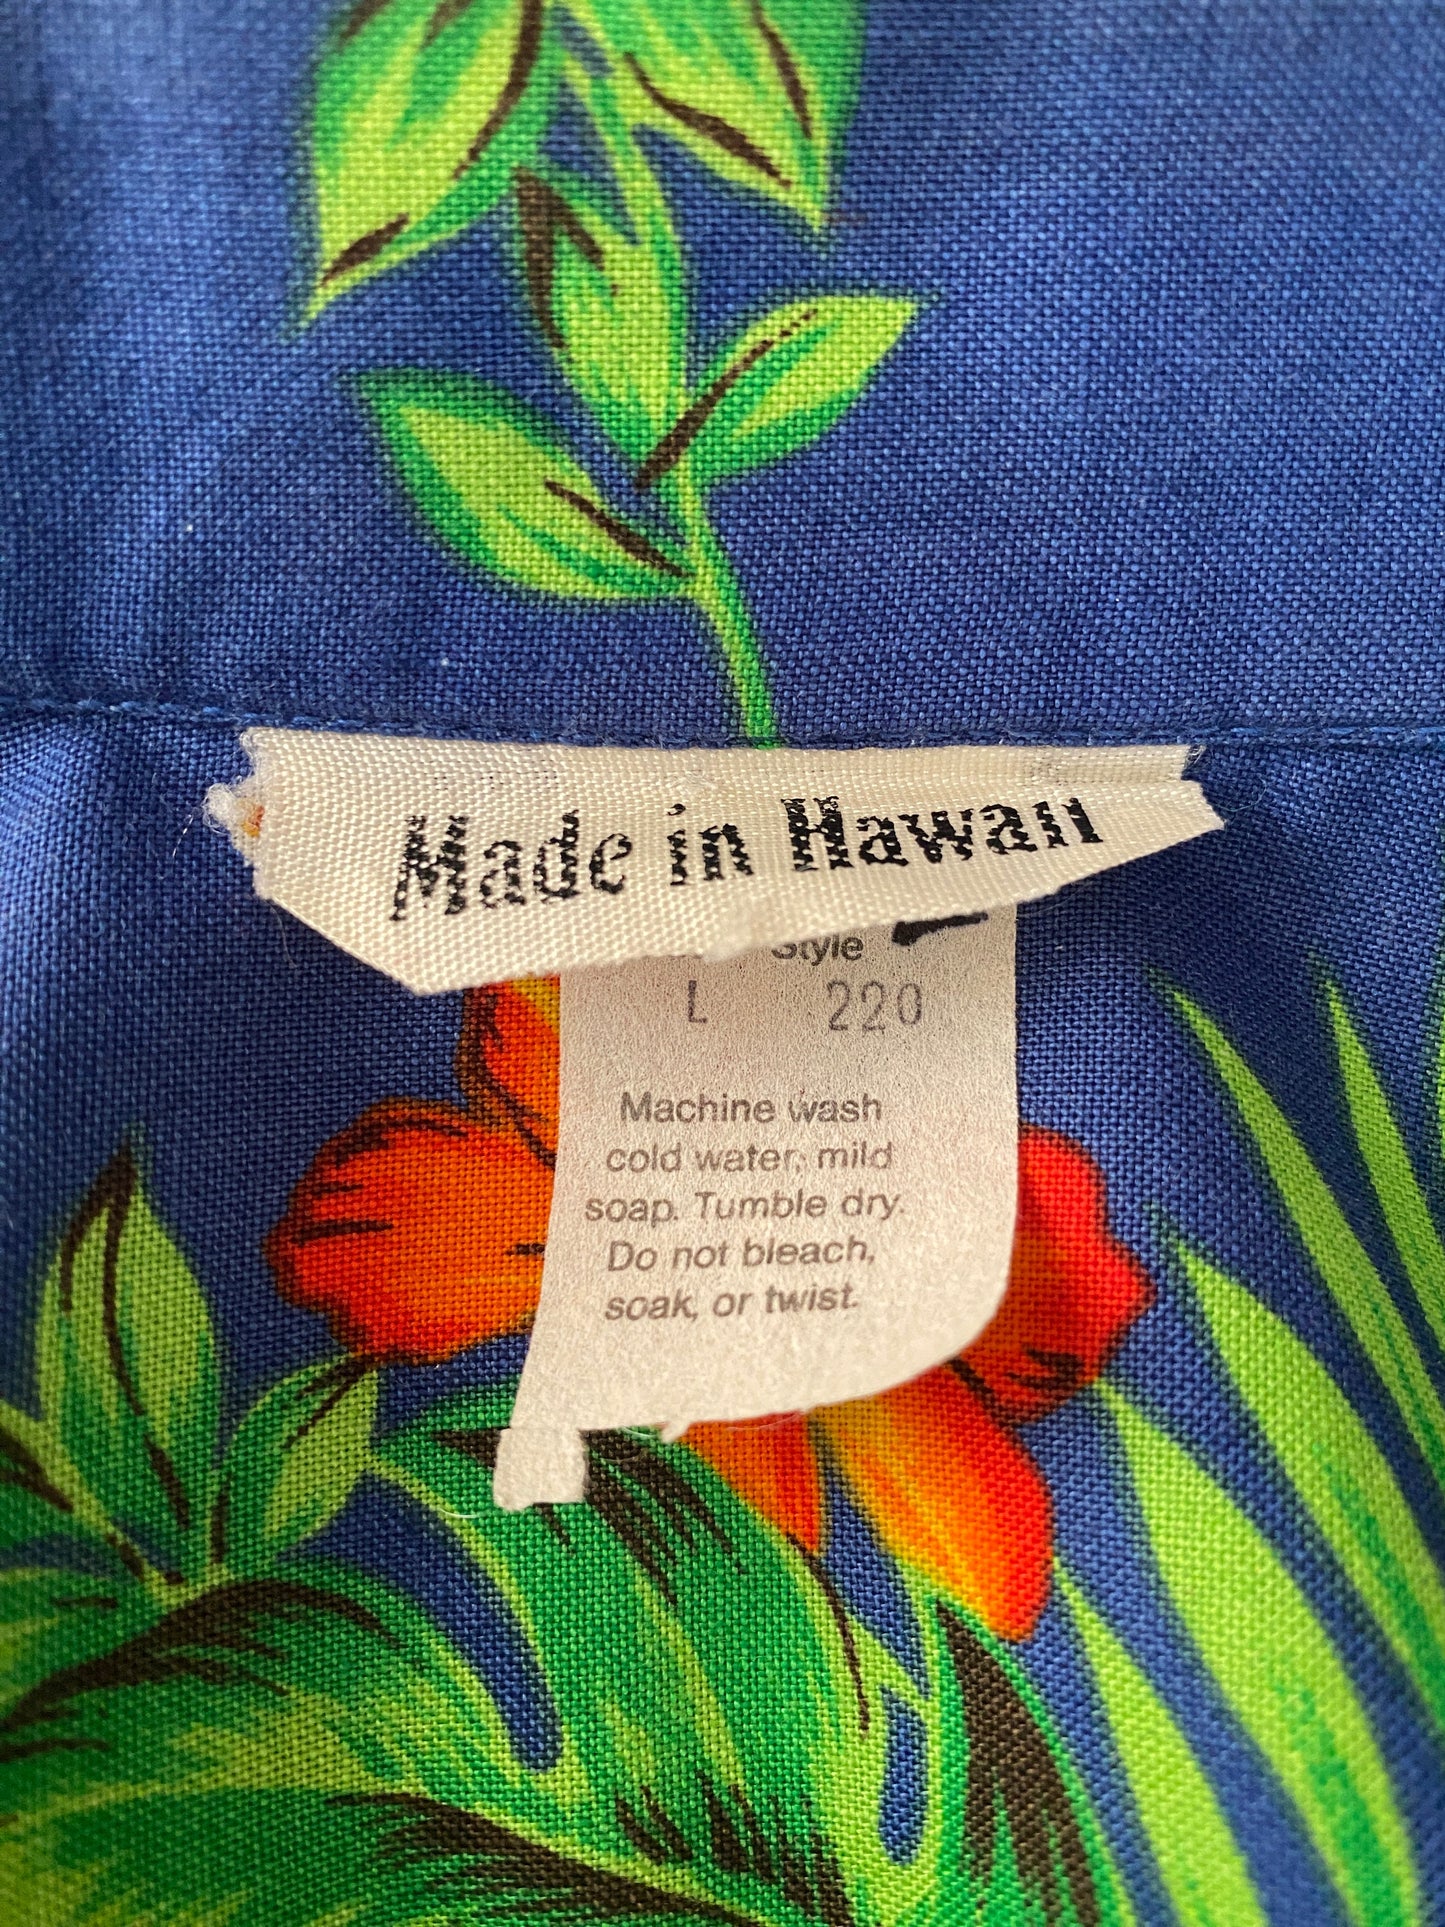 Made in Hawaii
Style
L 220
Machine wash
cold water, mild
soap. Tumble dry.
Do not bleach,
soak, or twist.